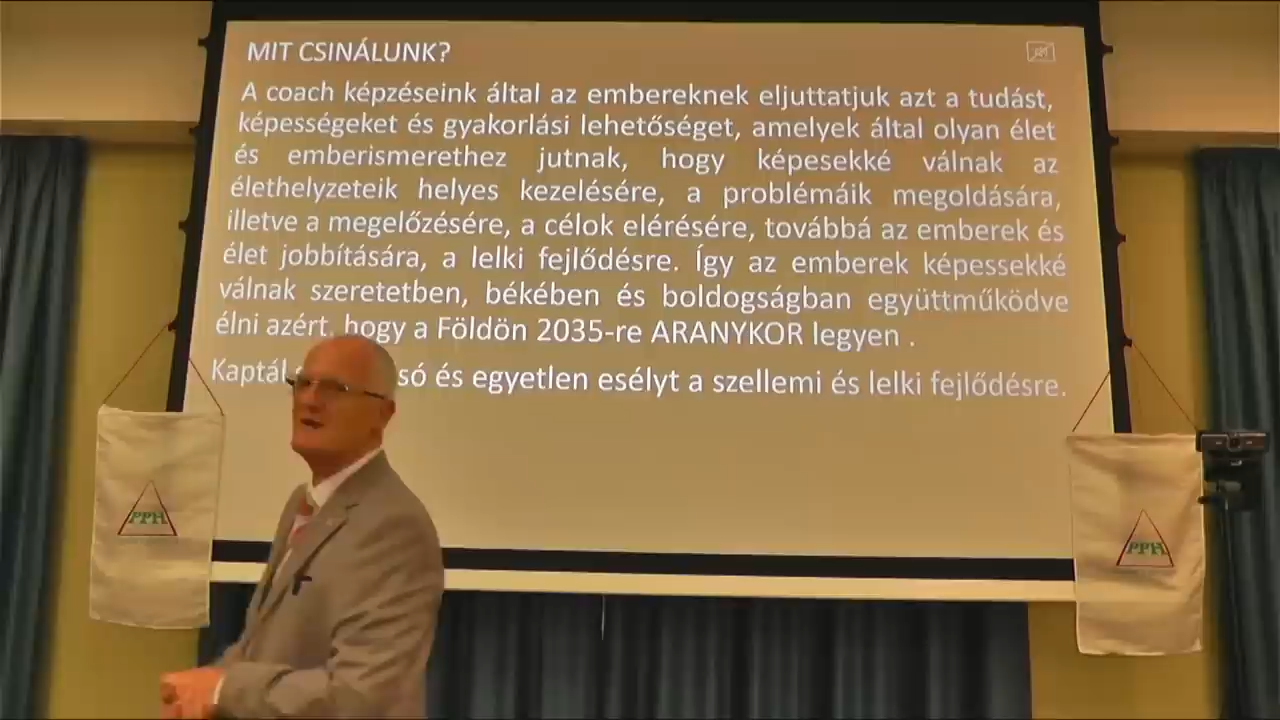 MIT CSINÁLUNK?
A coach képzéseink által az embereknek eljuttatjuk azt a tudást,
képességeket és gyakorlási lehetőséget, amelyek által olyan élet
és emberismerethez jutnak, hogy képesekké válnak az
élethelyzeteik helyes kezelésére, a problémáik megoldására,
illetve a megelőzésére, a célok elérésére, továbbá az emberek és
élet jobbítására, a lelki fejlődésre. Így az emberek képessekké
válnak szeretetben, békében és boldogságban együttműködve
élni azért, hogy a Földön 2035-re ARANYKOR legyen .
és egyetlen esélyt a szellemi és lelki fejlődésre.
PPH
PPH